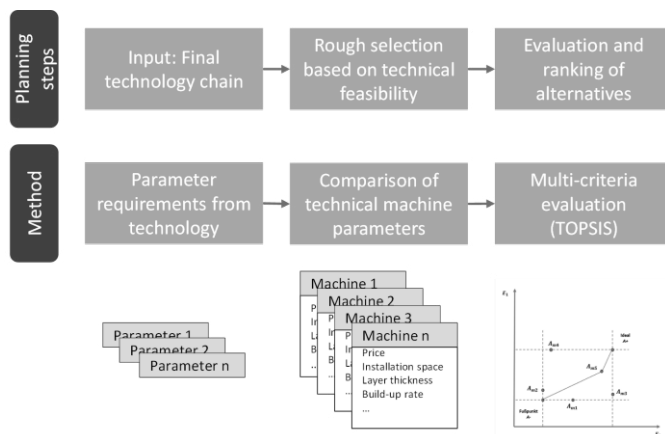 Planning
steps
Input: Final
technology chain
Rough selection
based on technical
feasibility
Evaluation and
ranking of
alternatives
Method
Parameter
requirements from
technology
Comparison of
technical machine
parameters
Multi-criteria
evaluation
(TOPSIS)
Parameter 1
Parameter 2
Parameter n
Machine 1
Machine 2
Machine 3
Machine n
Price
Installation space
Layer thickness
Build-up rate
...
Ideal
A+